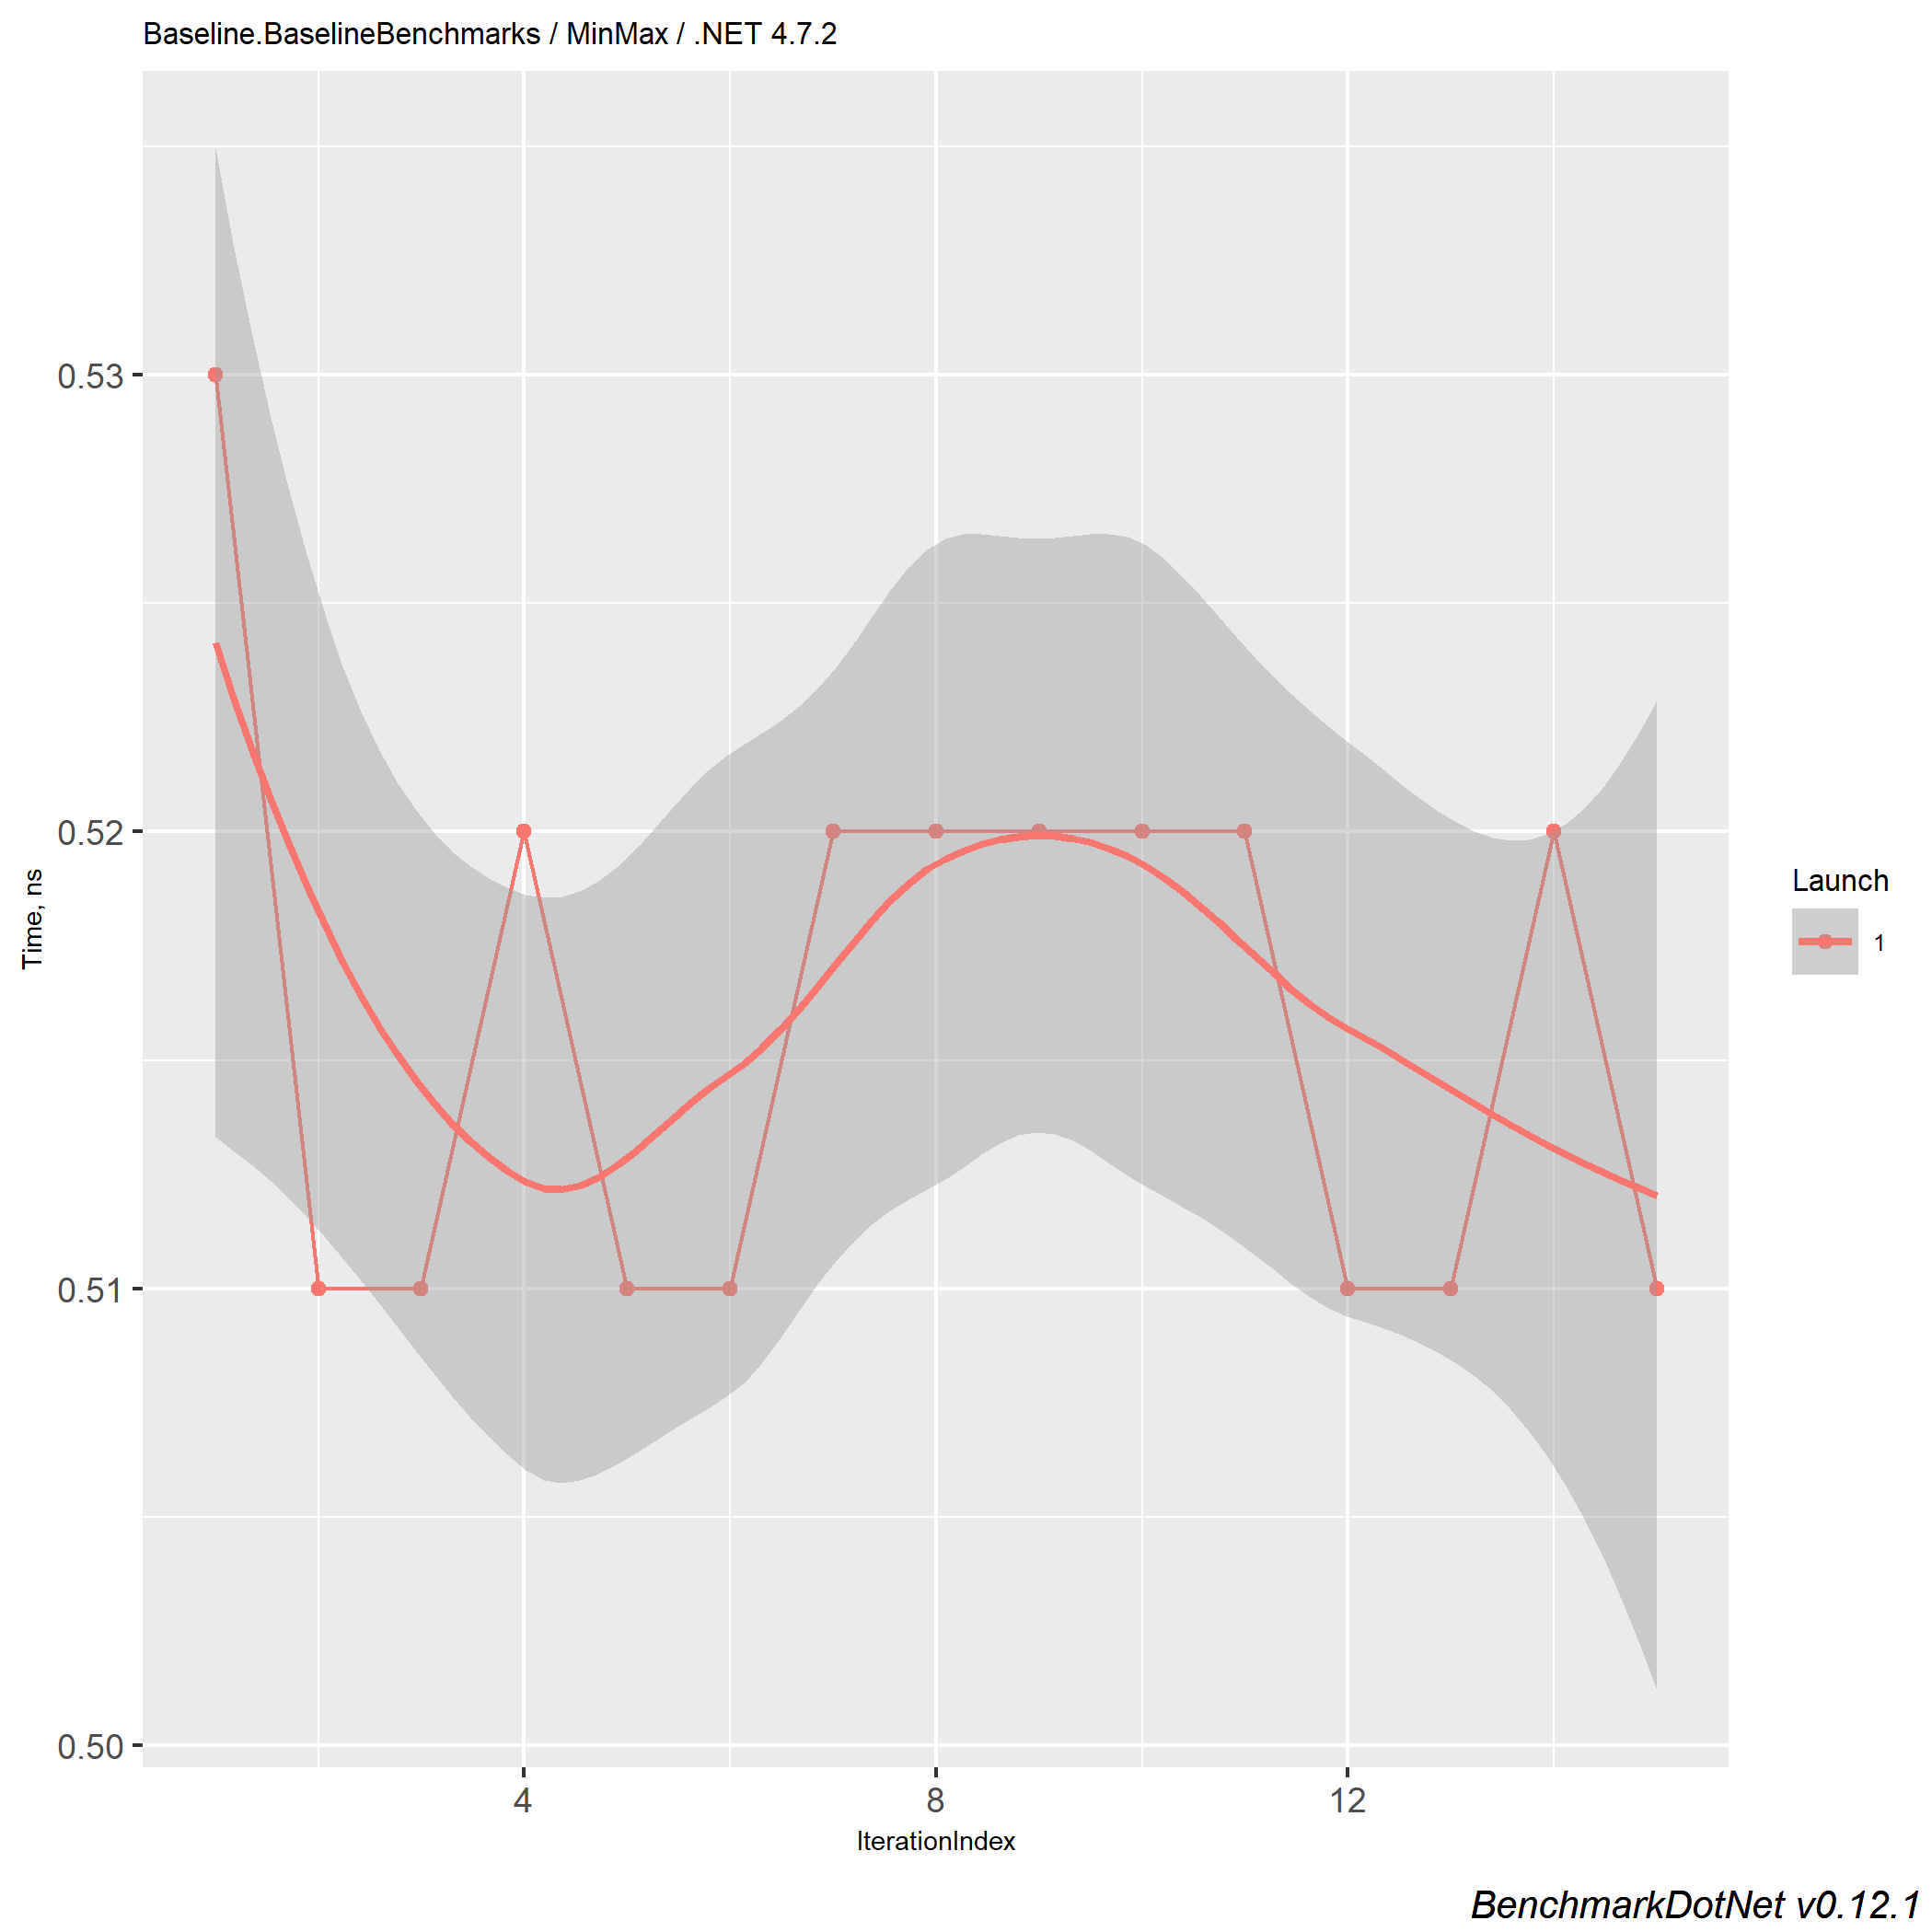 Baseline.BaselineBenchmarks / MinMax / .NET 4.7.2
0.53
0.52
0.51
0.50
Time, ns
4
8
12
IterationIndex
Launch
1
BenchmarkDotNet v0.12.1